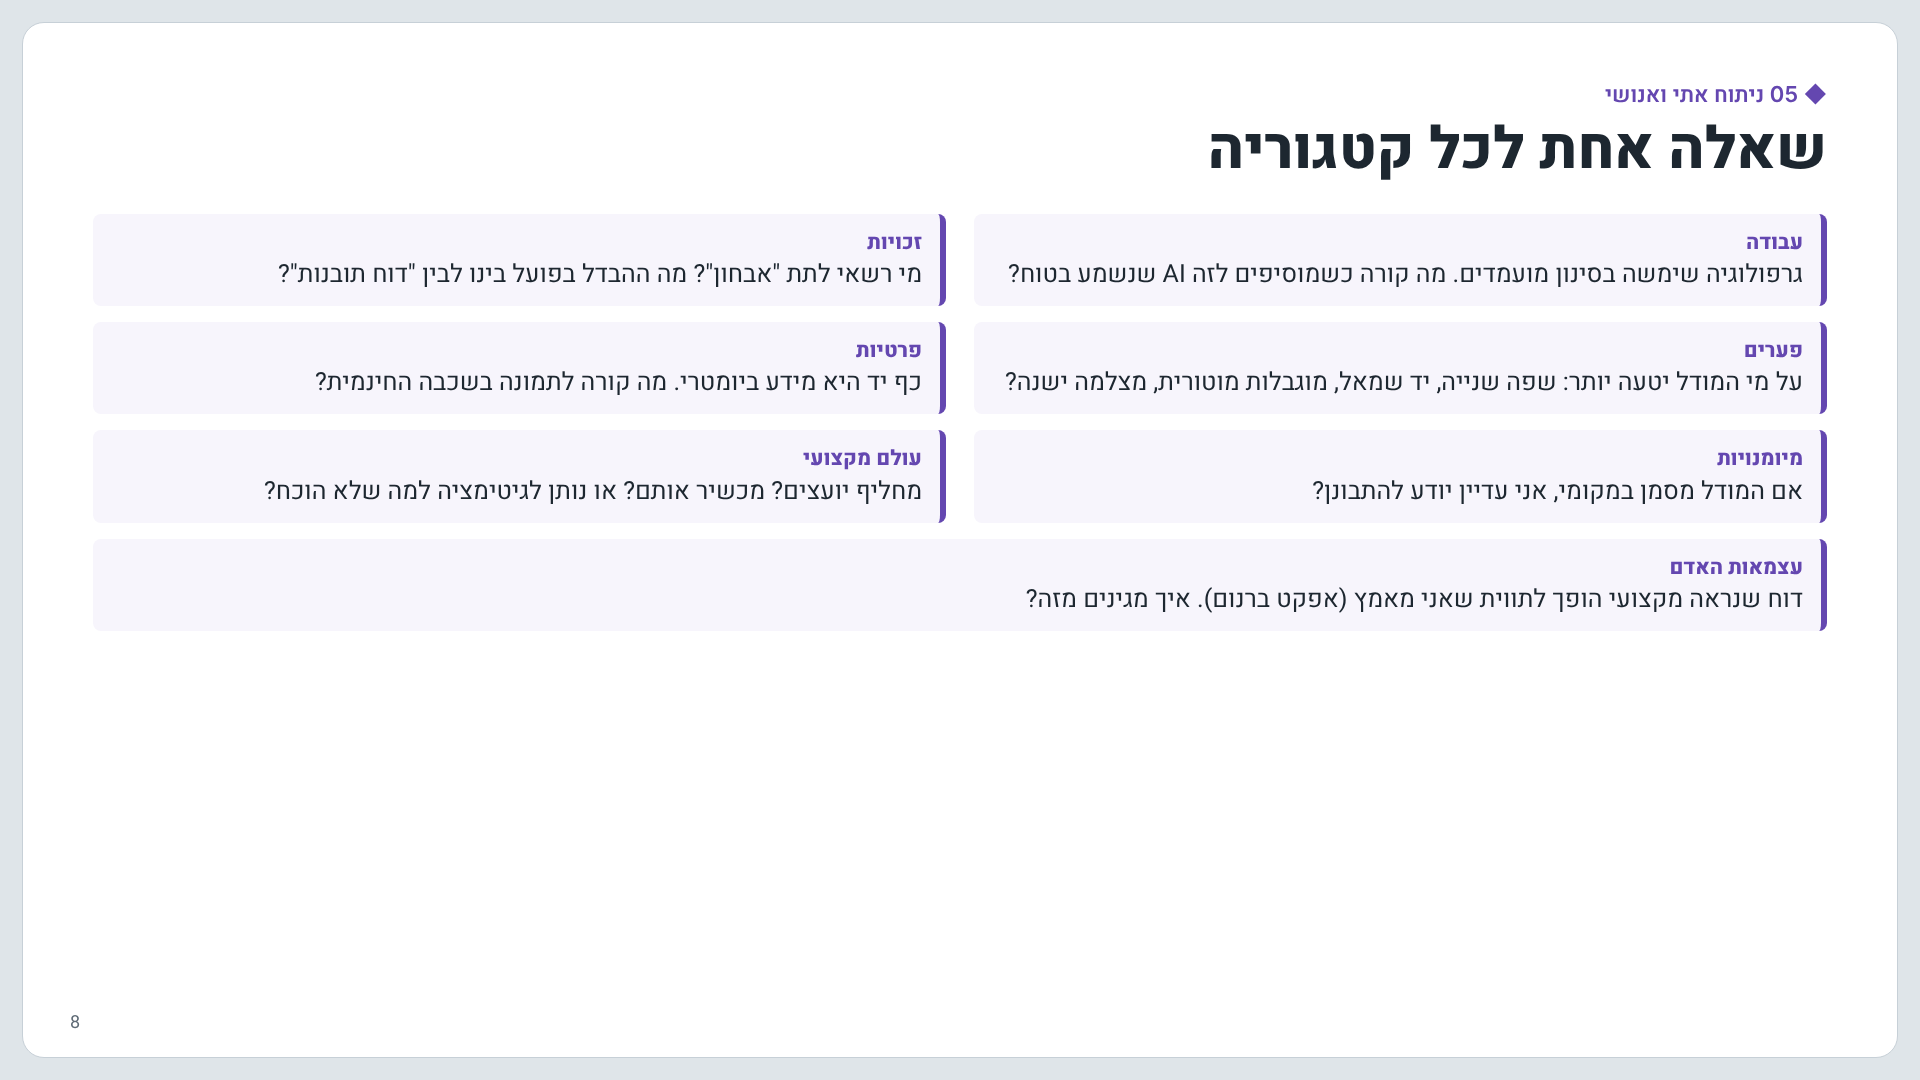 05 ניתוח אתי ואנושי
שאלה אחת לכל קטגוריה
עבודה
גרפולוגיה שימשה בסינון מועמדים. מה קורה כשמוסיפים לזה AI שנשמע בטוח?
זכויות
מי רשאי לתת "אבחון"? מה ההבדל בפועל בינו לבין "דוח תובנות"?
פערים
על מי המודל יטעה יותר: שפה שנייה, יד שמאל, מוגבלות מוטורית, מצלמה ישנה?
פרטיות
כף יד היא מידע ביומטרי. מה קורה לתמונה בשכבה החינמית?
מיומנויות
אם המודל מסמן במקומי, אני עדיין יודע להתבונן?
עולם מקצועי
מחליף יועצים? מכשיר אותם? או נותן לגיטימציה למה שלא הוכח?
עצמאות האדם
דוח שנראה מקצועי הופך לתווית שאני מאמץ (אפקט ברנום). איך מגינים מזה?
8